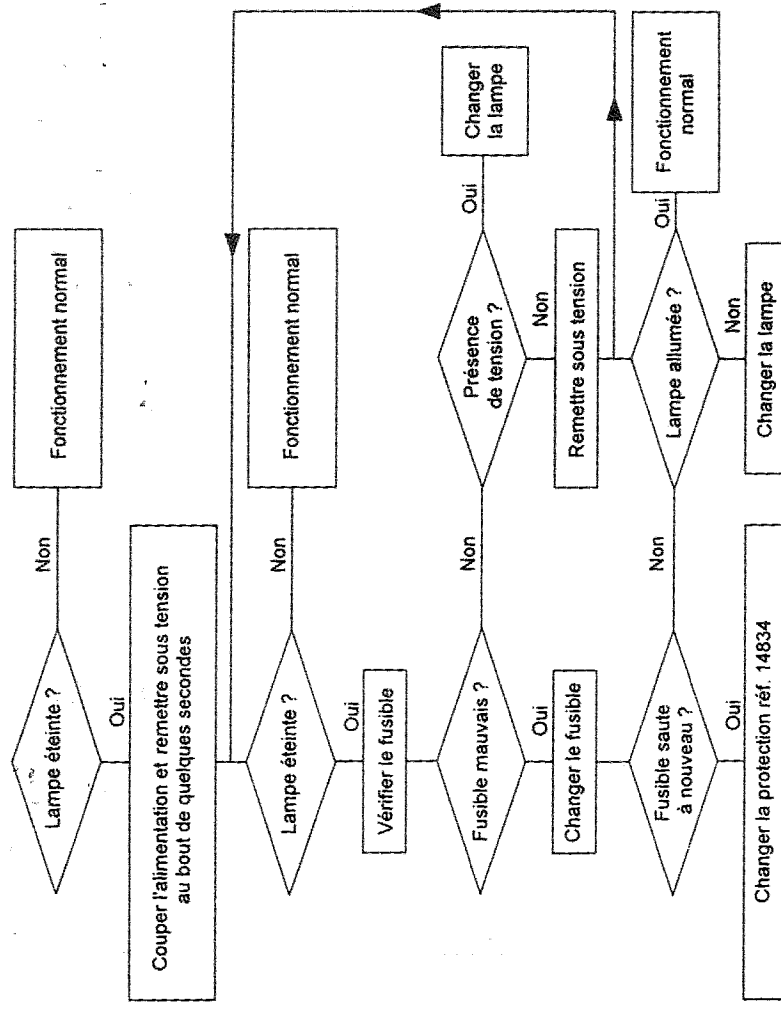 Lampe éteinte ?
Non
Fonctionnement normal
Oui
Couper l'alimentation et remettre sous tension
au bout de quelques secondes
Lampe éteinte ?
Non
Fonctionnement normal
Oui
Vérifier le fusible
Fusible mauvais ?
Non
Présence
de tension ?
Oui
Changer
la lampe
Oui
Changer le fusible
Non
Remettre sous tension
Fusible saute
à nouveau ?
Non
Lampe allumée ?
Oui
Fonctionnement
normal
Oui
Changer la protection réf. 14834
Non
Changer la lampe